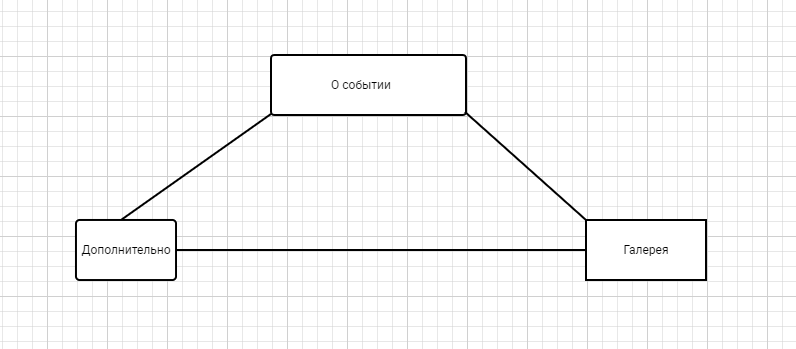 О событии
Дополнительно
Галерея